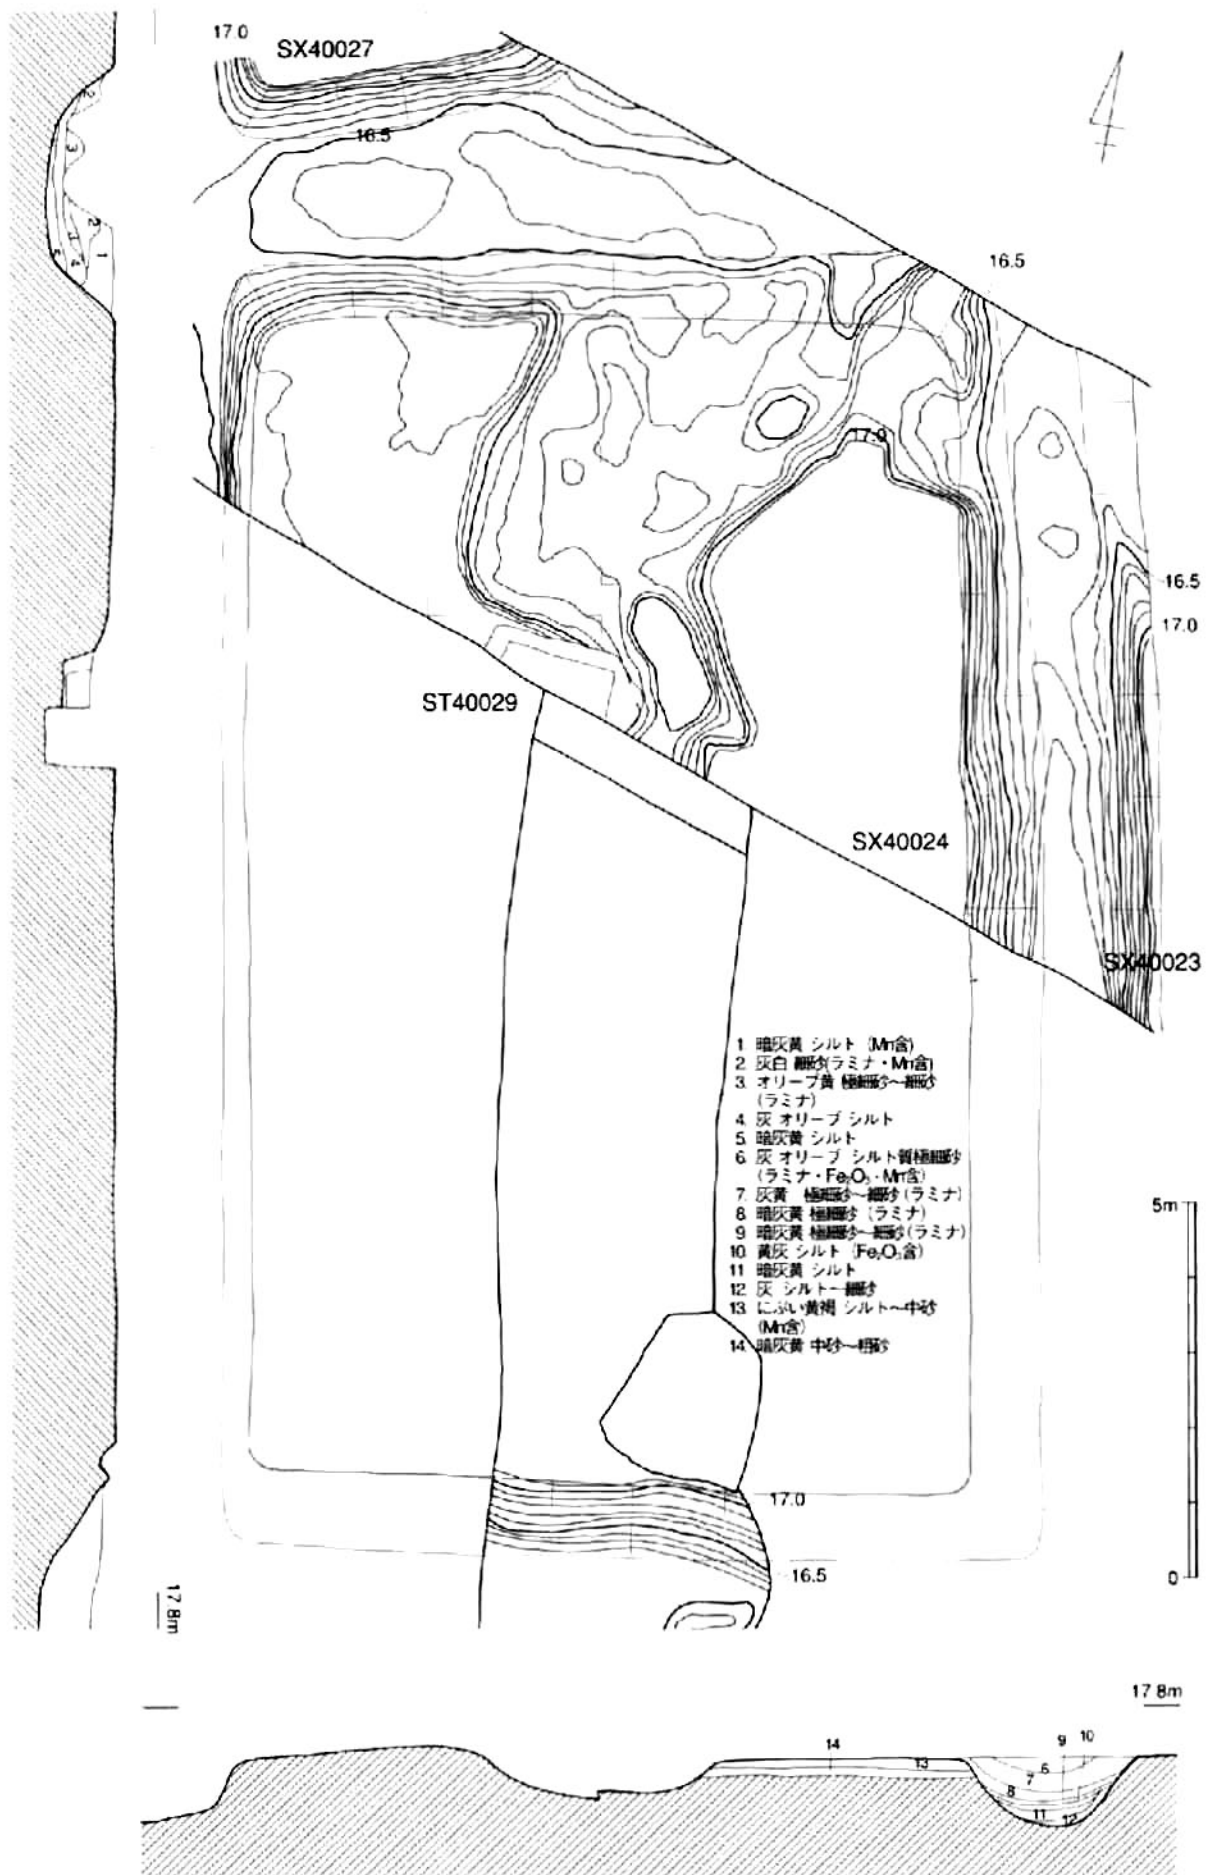 17.0
SX40027
16.5
16.5
17.0
16.5
17.0
ST40029
SX40024
SX40023
1. 暗灰黄 シルト (Mn含)
2. 灰白 細砂(ラミナ・Mn含)
3. オリーブ黄 極細砂〜細砂
(ラミナ)
4. 灰 オリーブ シルト
5. 暗灰黄 シルト
6. 灰 オリーブ シルト質極細砂
(ラミナ・Fe₂O₃・Mn含)
7. 灰黄 極細砂〜細砂 (ラミナ)
8. 暗灰黄 極細砂 (ラミナ)
9. 暗灰黄 極細砂〜細砂 (ラミナ)
10. 黄灰 シルト (Fe₂O₃含)
11. 暗灰黄 シルト
12. 灰 シルト〜細砂
13. にぶい黄褐 シルト〜中砂
(Mn含)
14. 暗灰黄 中砂〜粗砂
5m
0
17.0
16.5
2
3
2
3
1
4
5
17.8m
17.8m
14
13
9
10
6
7
8
11
12